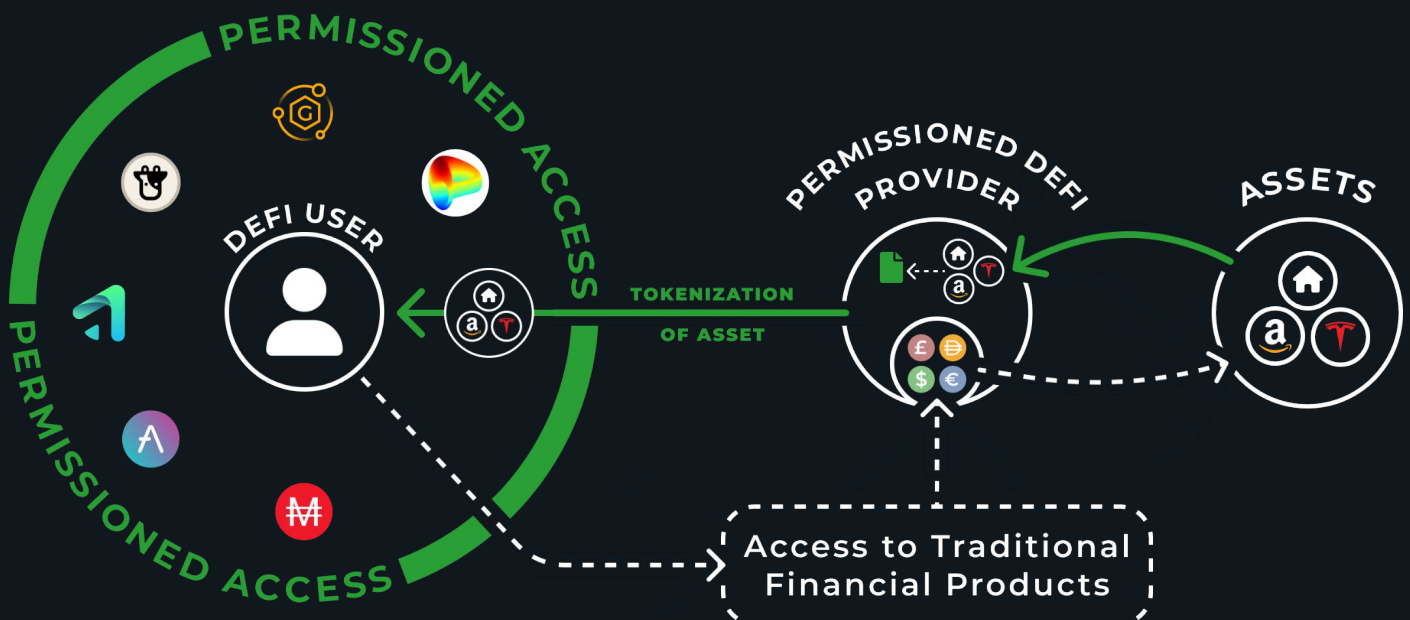 PERMISSIONED ACCESS
DEFI USER
PERMISSIONED ACCESS
TOKENIZATION
OF ASSET
PERMISSIONED DEFI
PROVIDER
ASSETS
G
a
a
a
£
$
€
Access to Traditional
Financial Products